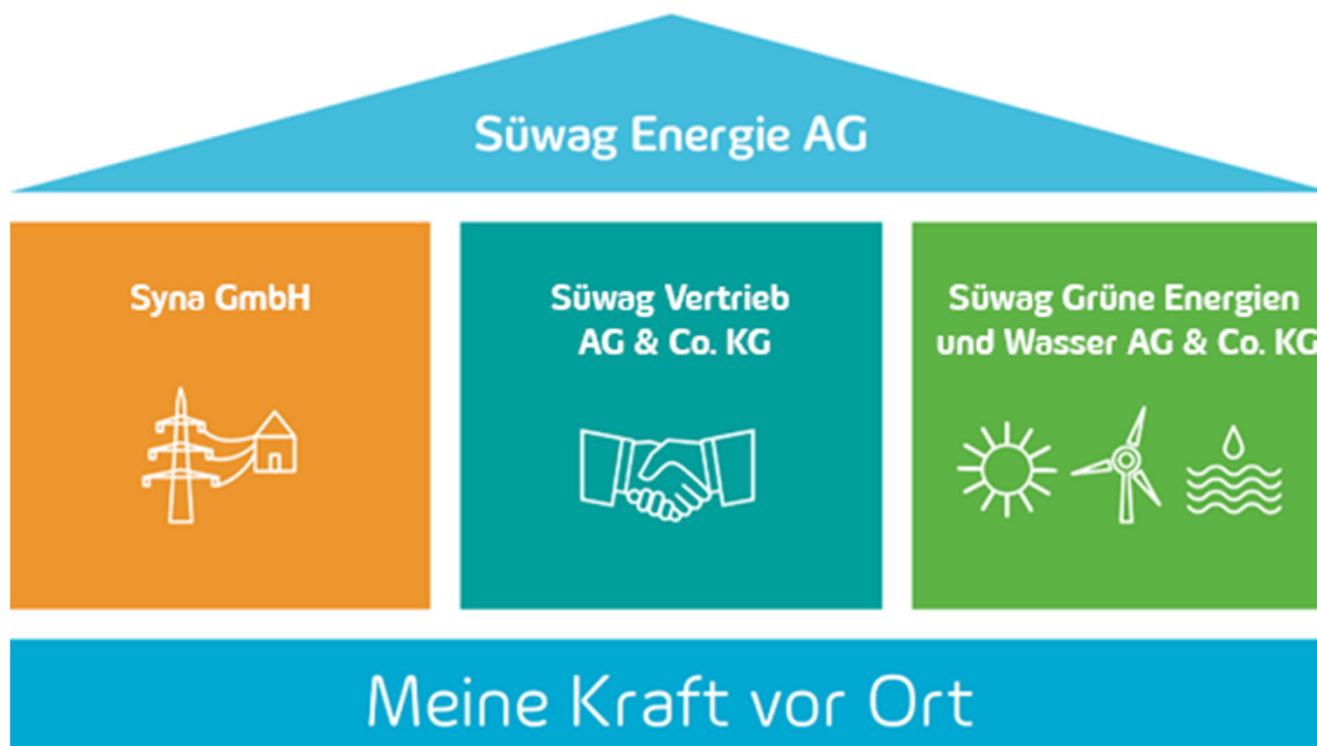 Süwag Energie AG
Syna GmbH
Süwag Vertrieb
AG & Co. KG
Süwag Grüne Energien
und Wasser AG & Co. KG
Meine Kraft vor Ort